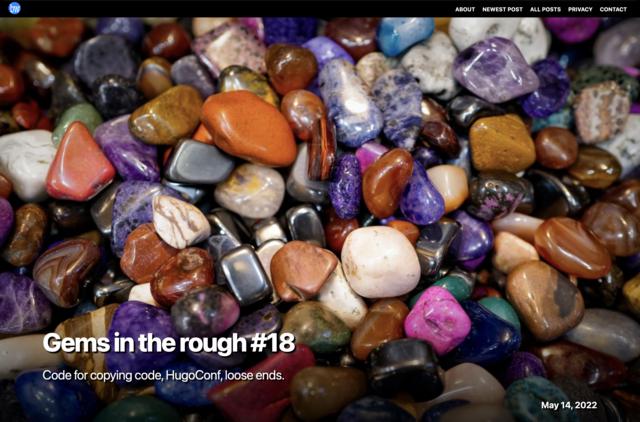 ABOUT NEWEST POST ALL POSTS PRIVACY CONTACT
Gems in the rough #18
Code for copying code, HugoConf, loose ends.
May 14, 2022